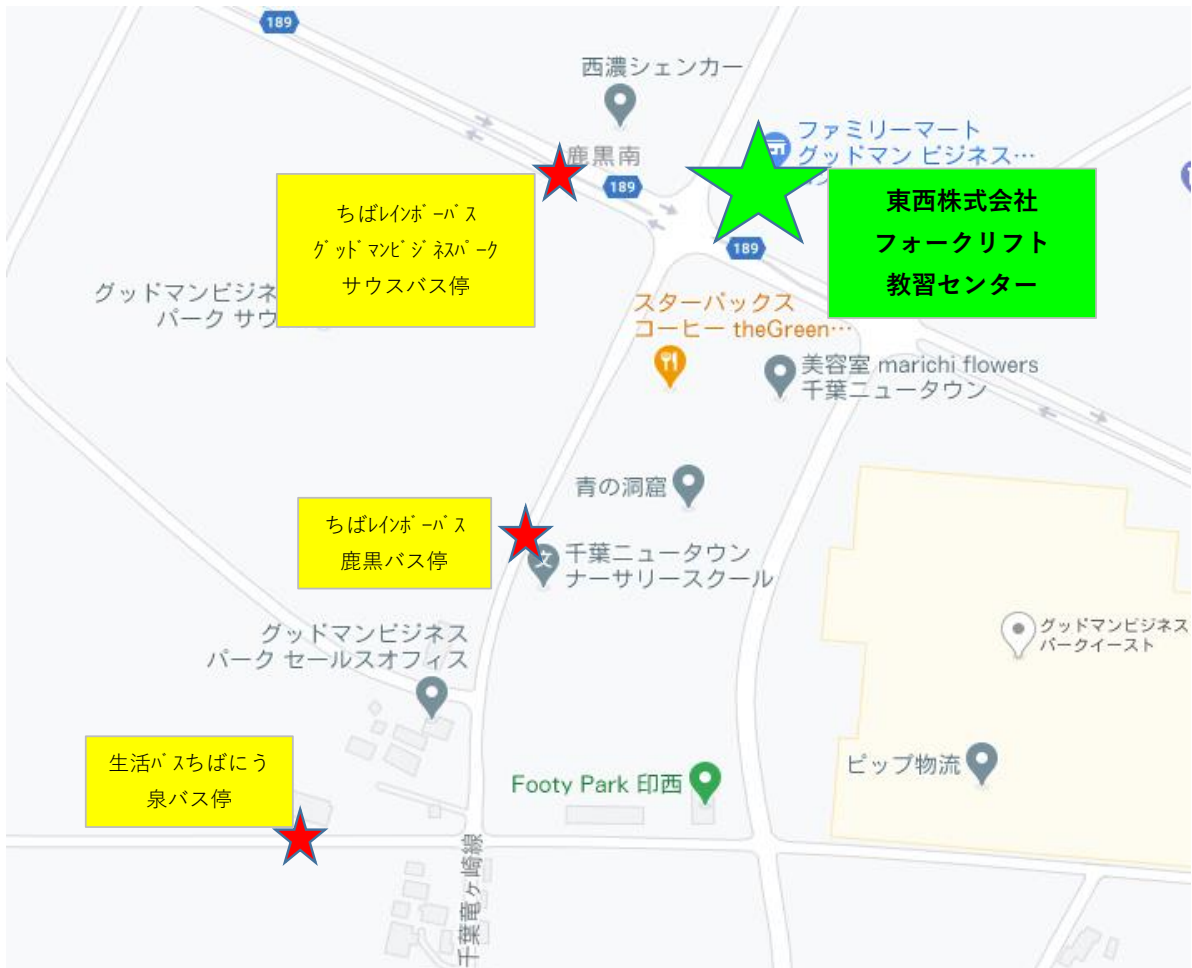 189
西濃シェンカー
189
鹿黒南
189
ファミリーマート
グッドマン ビジネス…
ちばﾚｲﾝﾎﾞｰﾊﾞｽ
ｸﾞｯﾄﾞﾏﾝﾋﾞｼﾞﾈｽﾊﾟｰｸ
サウスバス停
東西株式会社
フォークリフト
教習センター
189
グッドマンビジネ
パーク サウ
スターバックス
コーヒー theGreen…
美容室 marichi flowers
千葉ニュータウン
青の洞窟
ちばﾚｲﾝﾎﾞｰﾊﾞｽ
鹿黒バス停
文
千葉ニュータウン
ナーサリースクール
グッドマンビジネス
パーク セールスオフィス
グッドマンビジネス
パークイースト
生活ﾊﾞｽちばにう
泉バス停
Footy Park 印西
ピップ物流
千葉竜ヶ崎線